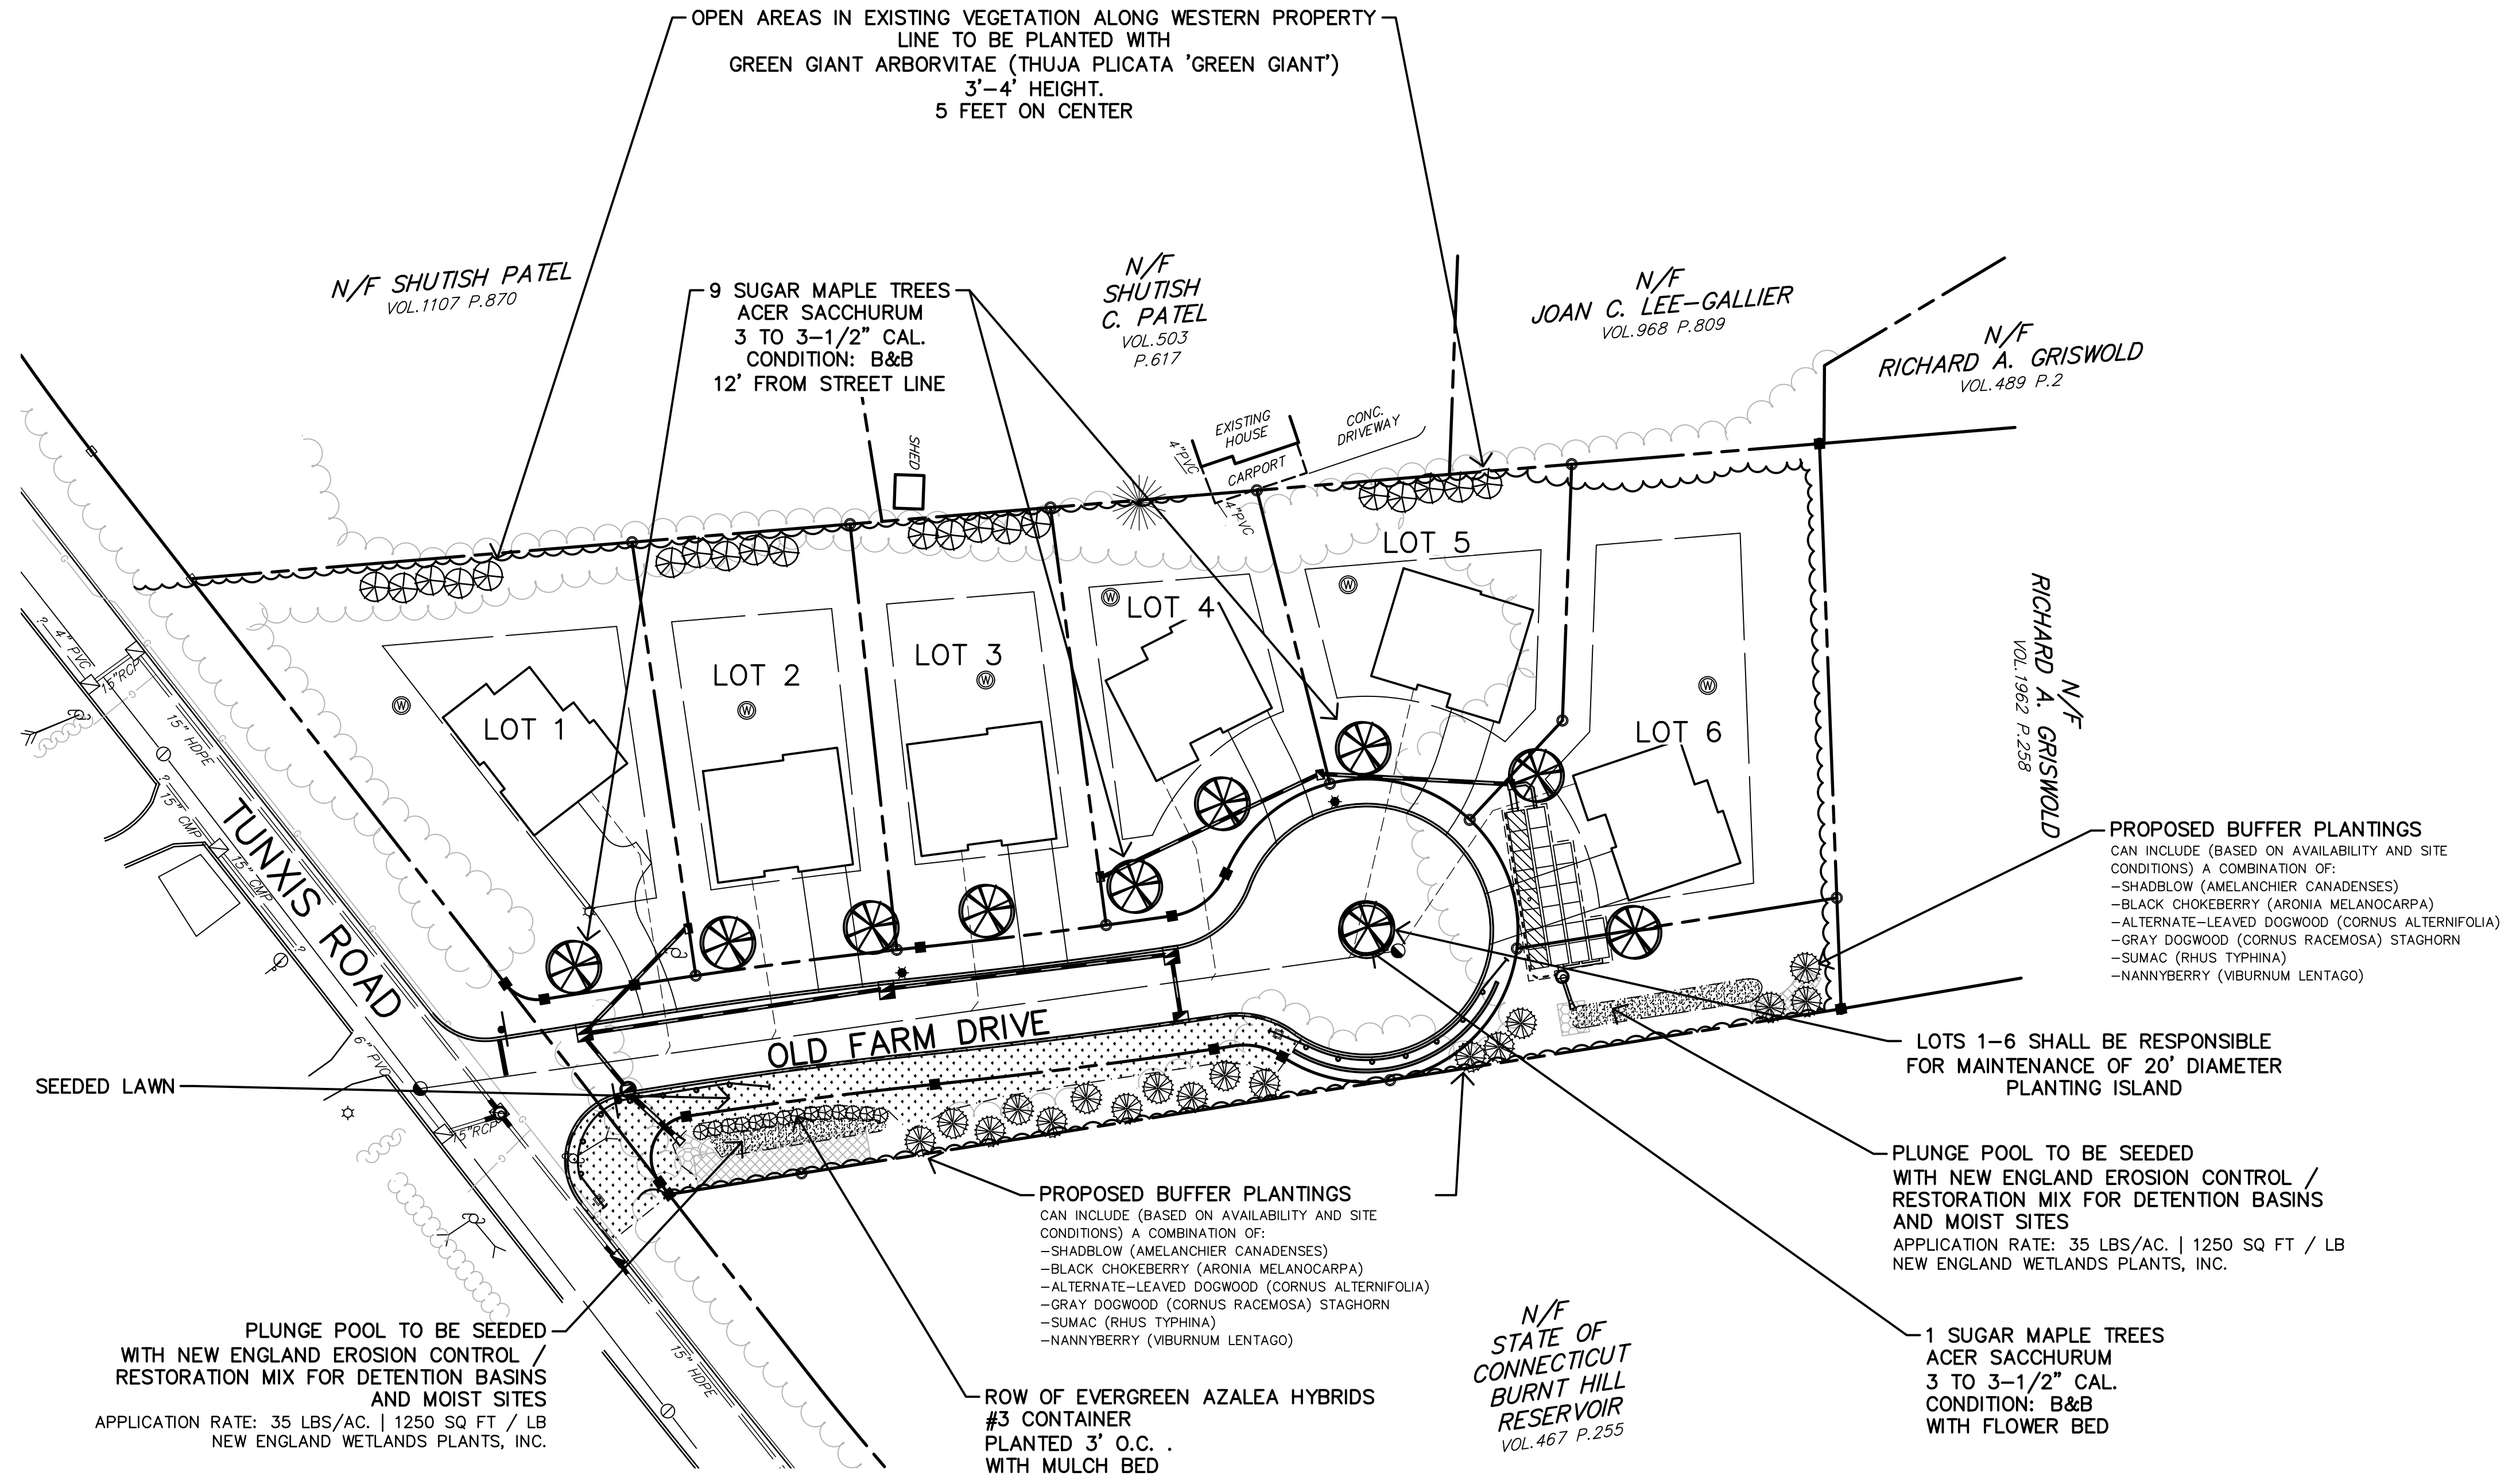 OPEN AREAS IN EXISTING VEGETATION ALONG WESTERN PROPERTY
LINE TO BE PLANTED WITH
GREEN GIANT ARBORVITAE (THUJA PLICATA 'GREEN GIANT')
3'-4' HEIGHT.
5 FEET ON CENTER
N/F SHUTISH PATEL
VOL.1107 P.870
9 SUGAR MAPLE TREES
ACER SACCHURUM
3 TO 3-1/2" CAL.
CONDITION: B&B
12' FROM STREET LINE
N/F
SHUTISH
C. PATEL
VOL.503
P.617
N/F
JOAN C. LEE-GALLIER
VOL.968 P.809
N/F
RICHARD A. GRISWOLD
VOL.489 P.2
SHED
4"PVC
EXISTING
HOUSE
CARPORT
CONC.
DRIVEWAY
4"PVC
LOT 1
LOT 2
LOT 3
LOT 4
LOT 5
LOT 6
W
W
W
W
W
W
N/F
RICHARD A. GRISWOLD
VOL.1962 P.258
? 4" PVC
15"RCP
15" HDPE
? 15" CMP
15" CMP
?
TUNXIS ROAD
6" PVC
15"RCP
15" HDPE
OLD FARM DRIVE
SEEDED LAWN
PROPOSED BUFFER PLANTINGS
CAN INCLUDE (BASED ON AVAILABILITY AND SITE
CONDITIONS) A COMBINATION OF:
-SHADBLOW (AMELANCHIER CANADENSES)
-BLACK CHOKEBERRY (ARONIA MELANOCARPA)
-ALTERNATE-LEAVED DOGWOOD (CORNUS ALTERNIFOLIA)
-GRAY DOGWOOD (CORNUS RACEMOSA) STAGHORN
-SUMAC (RHUS TYPHINA)
-NANNYBERRY (VIBURNUM LENTAGO)
LOTS 1-6 SHALL BE RESPONSIBLE
FOR MAINTENANCE OF 20' DIAMETER
PLANTING ISLAND
PLUNGE POOL TO BE SEEDED
WITH NEW ENGLAND EROSION CONTROL /
RESTORATION MIX FOR DETENTION BASINS
AND MOIST SITES
APPLICATION RATE: 35 LBS/AC. | 1250 SQ FT / LB
NEW ENGLAND WETLANDS PLANTS, INC.
PROPOSED BUFFER PLANTINGS
CAN INCLUDE (BASED ON AVAILABILITY AND SITE
CONDITIONS) A COMBINATION OF:
-SHADBLOW (AMELANCHIER CANADENSES)
-BLACK CHOKEBERRY (ARONIA MELANOCARPA)
-ALTERNATE-LEAVED DOGWOOD (CORNUS ALTERNIFOLIA)
-GRAY DOGWOOD (CORNUS RACEMOSA) STAGHORN
-SUMAC (RHUS TYPHINA)
-NANNYBERRY (VIBURNUM LENTAGO)
PLUNGE POOL TO BE SEEDED
WITH NEW ENGLAND EROSION CONTROL /
RESTORATION MIX FOR DETENTION BASINS
AND MOIST SITES
APPLICATION RATE: 35 LBS/AC. | 1250 SQ FT / LB
NEW ENGLAND WETLANDS PLANTS, INC.
ROW OF EVERGREEN AZALEA HYBRIDS
#3 CONTAINER
PLANTED 3' O.C. .
WITH MULCH BED
N/F
STATE OF
CONNECTICUT
BURNT HILL
RESERVOIR
VOL.467 P.255
1 SUGAR MAPLE TREES
ACER SACCHURUM
3 TO 3-1/2" CAL.
CONDITION: B&B
WITH FLOWER BED